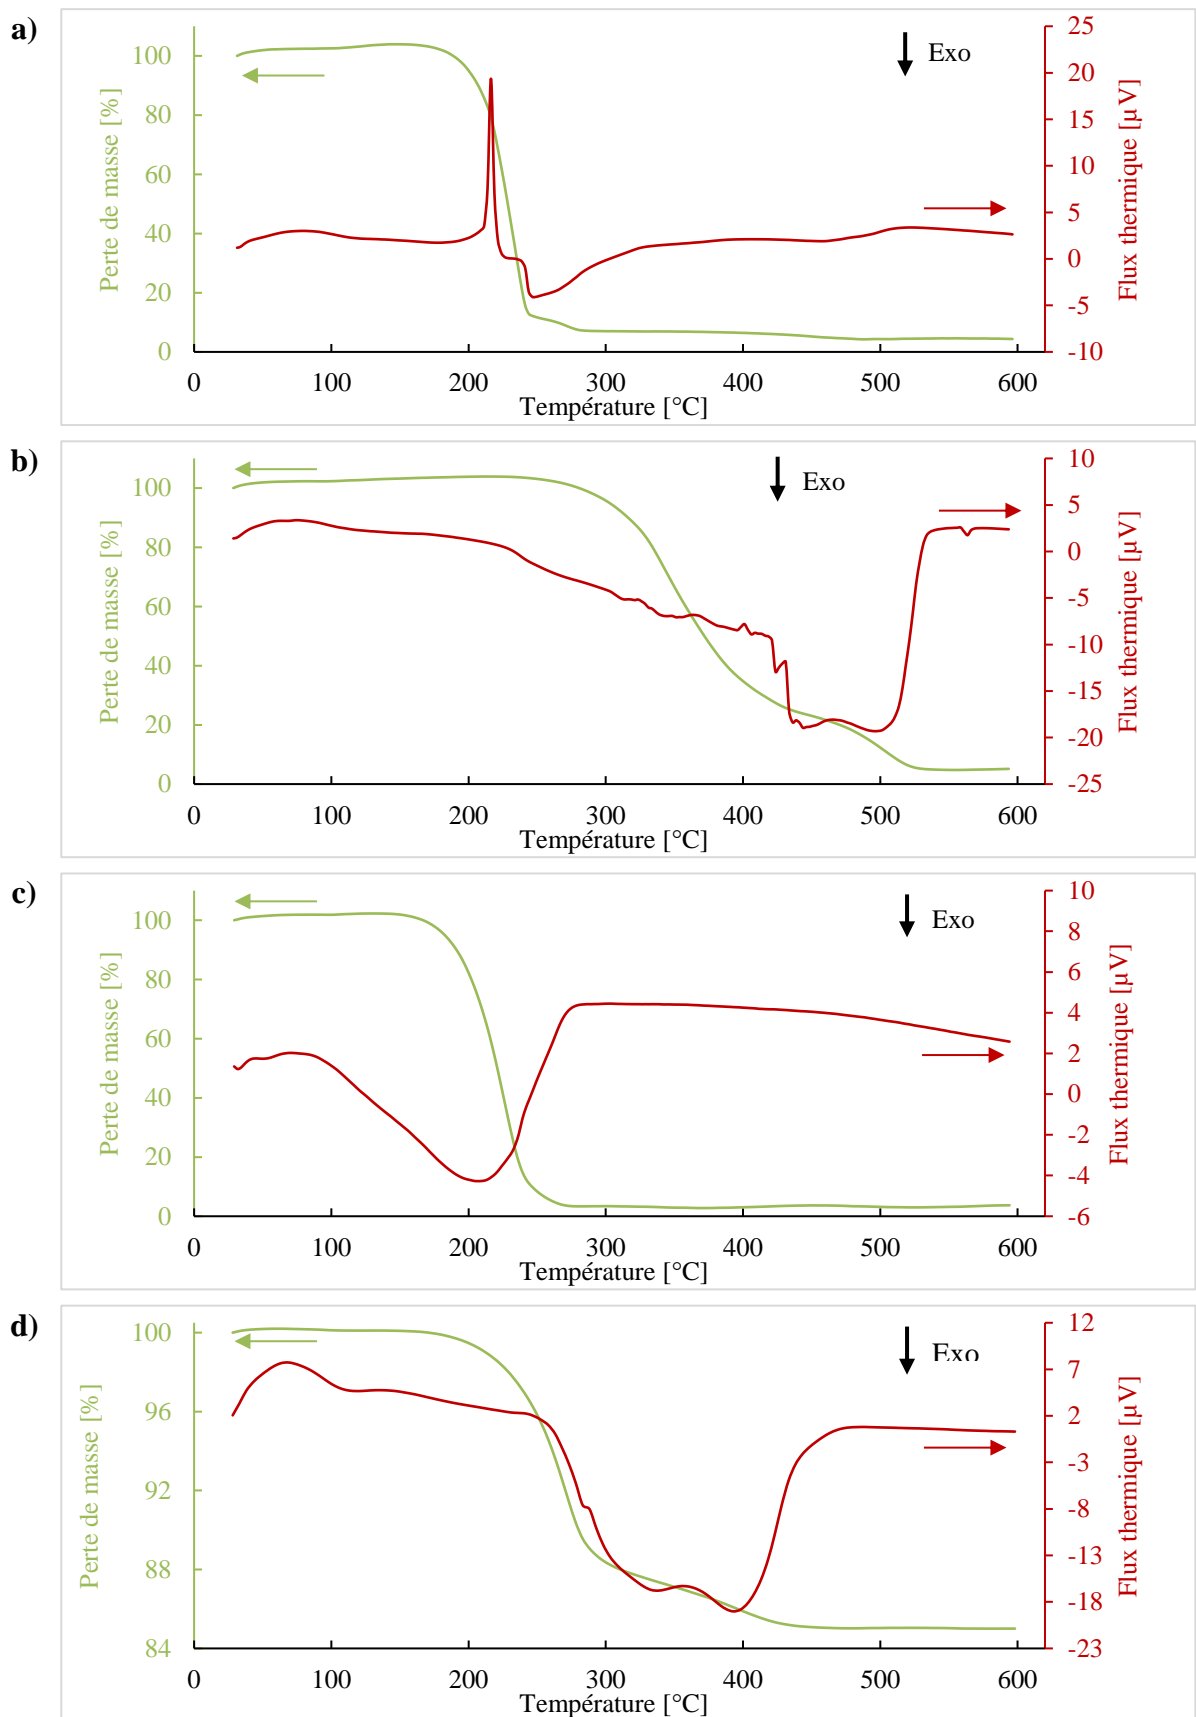 a)
Perte de masse [%]
100
80
60
40
20
0
Exo
25
20
15
10
5
0
-5
-10
Flux thermique [µV]
0 100 200 300 400 500 600
Température [°C]
b)
Perte de masse [%]
100
80
60
40
20
0
Exo
10
5
0
-5
-10
-15
-20
-25
Flux thermique [µV]
0 100 200 300 400 500 600
Température [°C]
c)
Perte de masse [%]
100
80
60
40
20
0
Exo
10
8
6
4
2
0
-2
-4
-6
Flux thermique [µV]
0 100 200 300 400 500 600
Température [°C]
d)
Perte de masse [%]
100
96
92
88
84
Exo
12
7
2
-3
-8
-13
-18
-23
Flux thermique [µV]
0 100 200 300 400 500 600
Température [°C]